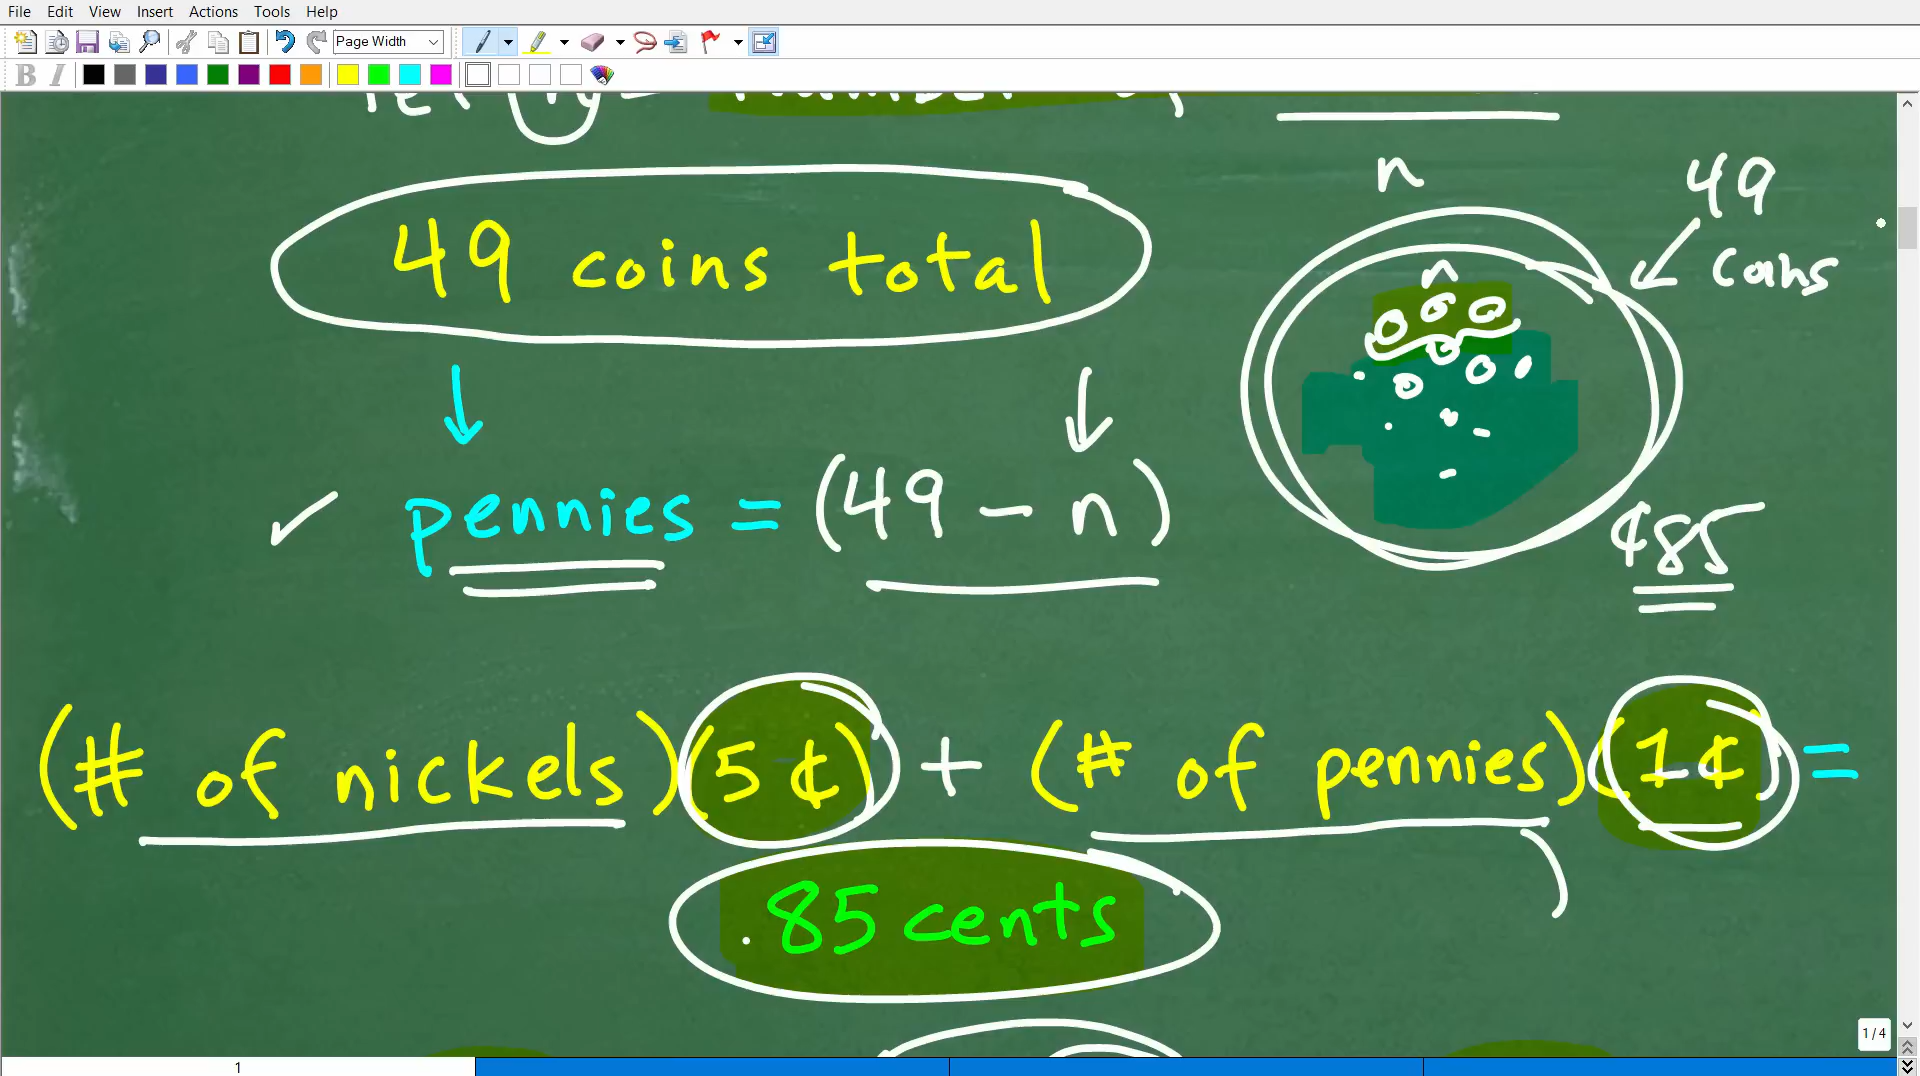 File Edit View Insert Actions Tools Help
Page Width
B I
n
49 coins total
49 coins
n
pennies = (49 - n)
¢85
(# of nickels)(5¢) + (# of pennies)(1¢) =
.85 cents
1 / 4
1